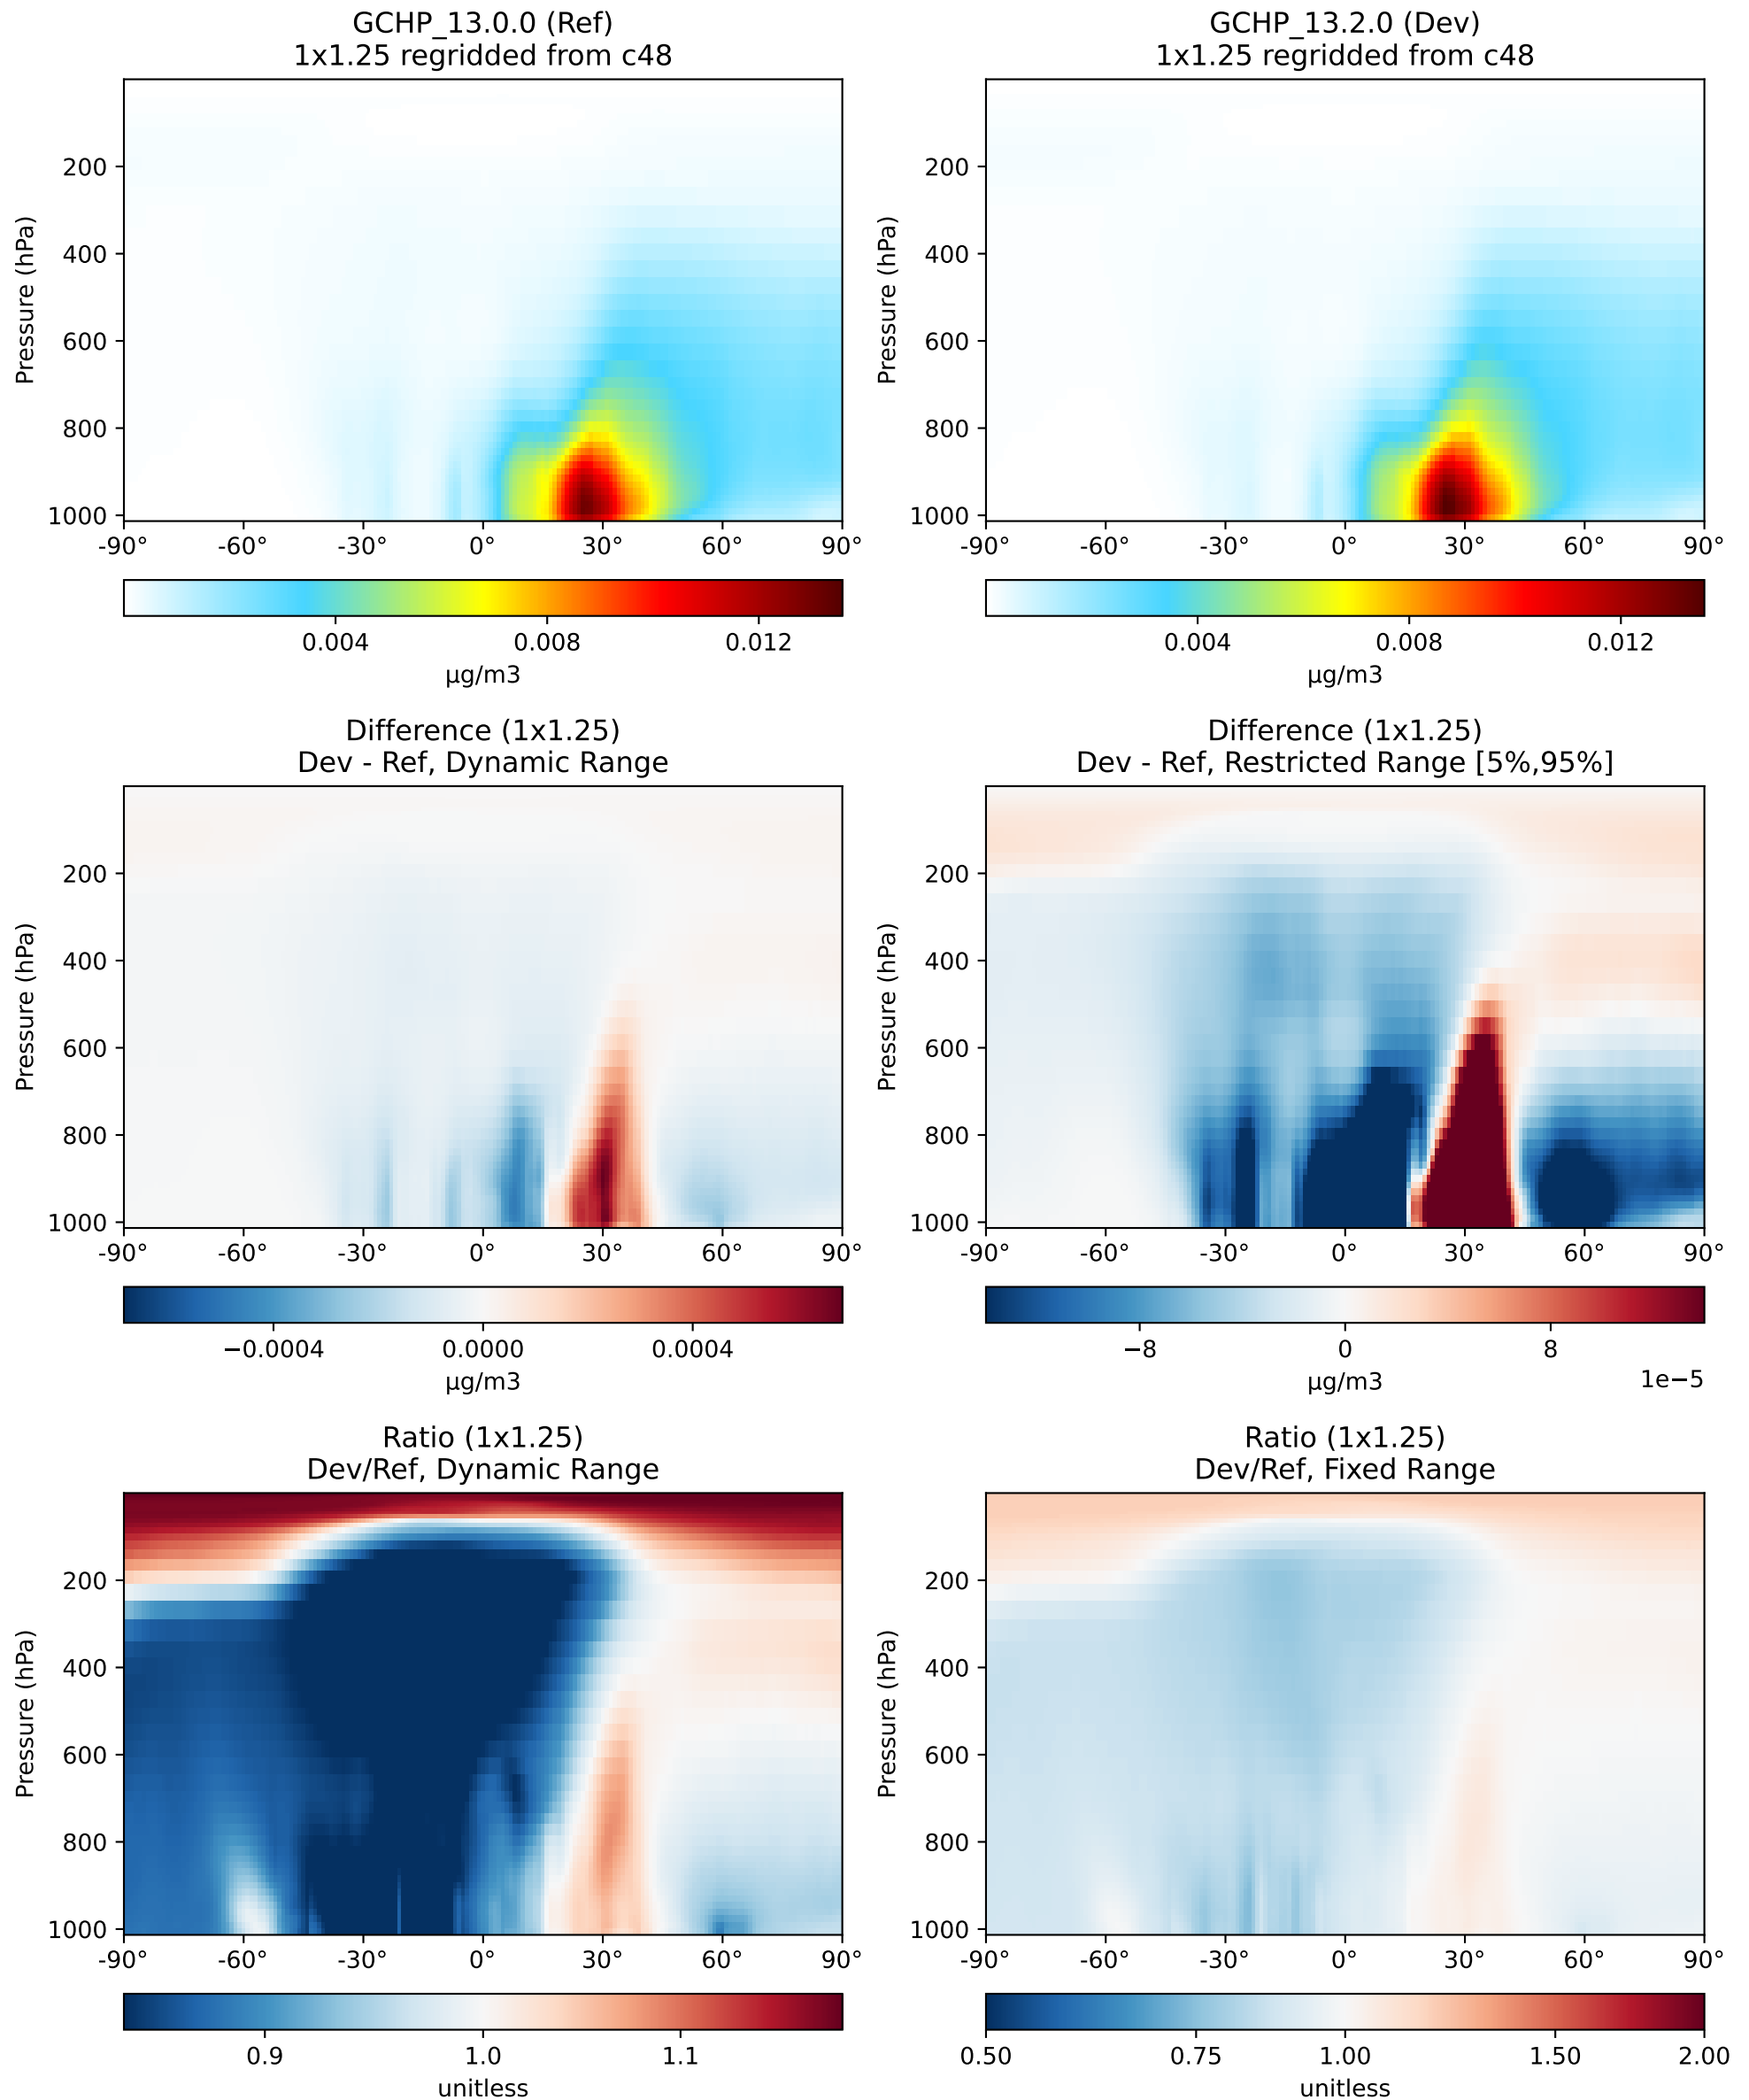 GCHP_13.0.0 (Ref)
1x1.25 regridded from c48
Pressure (hPa)
200
400
600
800
1000
-90° -60° -30° 0° 30° 60° 90°
0.004 0.008 0.012
µg/m3
GCHP_13.2.0 (Dev)
1x1.25 regridded from c48
Pressure (hPa)
200
400
600
800
1000
-90° -60° -30° 0° 30° 60° 90°
0.004 0.008 0.012
µg/m3
Difference (1x1.25)
Dev - Ref, Dynamic Range
Pressure (hPa)
200
400
600
800
1000
-90° -60° -30° 0° 30° 60° 90°
−0.0004 0.0000 0.0004
µg/m3
Difference (1x1.25)
Dev - Ref, Restricted Range [5%,95%]
Pressure (hPa)
200
400
600
800
1000
-90° -60° -30° 0° 30° 60° 90°
−8 0 8
µg/m3
1e−5
Ratio (1x1.25)
Dev/Ref, Dynamic Range
Pressure (hPa)
200
400
600
800
1000
-90° -60° -30° 0° 30° 60° 90°
0.9 1.0 1.1
unitless
Ratio (1x1.25)
Dev/Ref, Fixed Range
Pressure (hPa)
200
400
600
800
1000
-90° -60° -30° 0° 30° 60° 90°
0.50 0.75 1.00 1.50 2.00
unitless